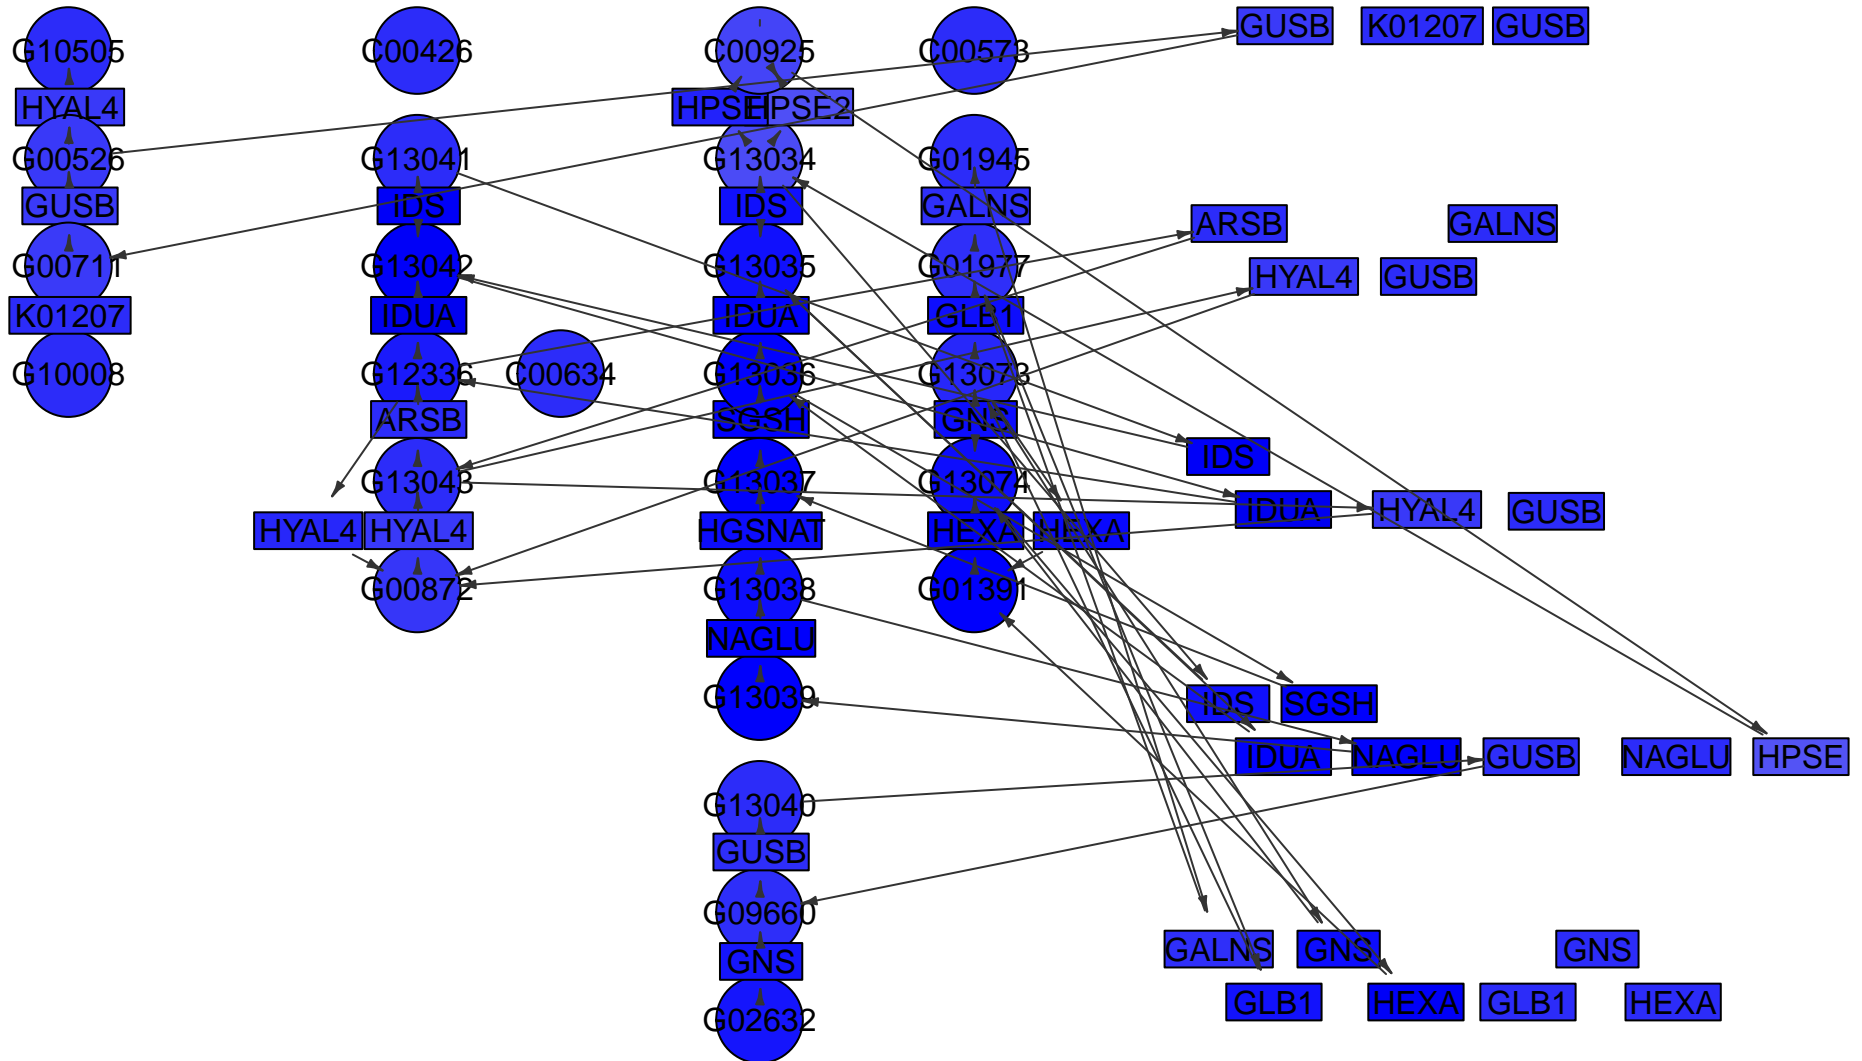 G10505 C00426 C00925 C00573 GUSB K01207 GUSB
HYAL4 HPSE HPSE2
G00526 G13041 G13034 G01945
GUSB IDS IDS GALNS ARSB GALNS
G00711 G13042 G13035 G01977 HYAL4 GUSB
K01207 IDUA IDUA GLB1
G10008 G12336 C00634 G13036 G13073
ARSB SGSH GNS IDS
G13043 G13037 G13074 IDUA HYAL4 GUSB
HYAL4 HYAL4 HGSNAT HEXA HEXA
G00872 G13038 G01391
NAGLU
G13039 IDS SGSH
IDUA NAGLU GUSB NAGLU HPSE
G13040
GUSB
G09660
GNS GALNS GNS GNS
G02632 GLB1 HEXA GLB1 HEXA